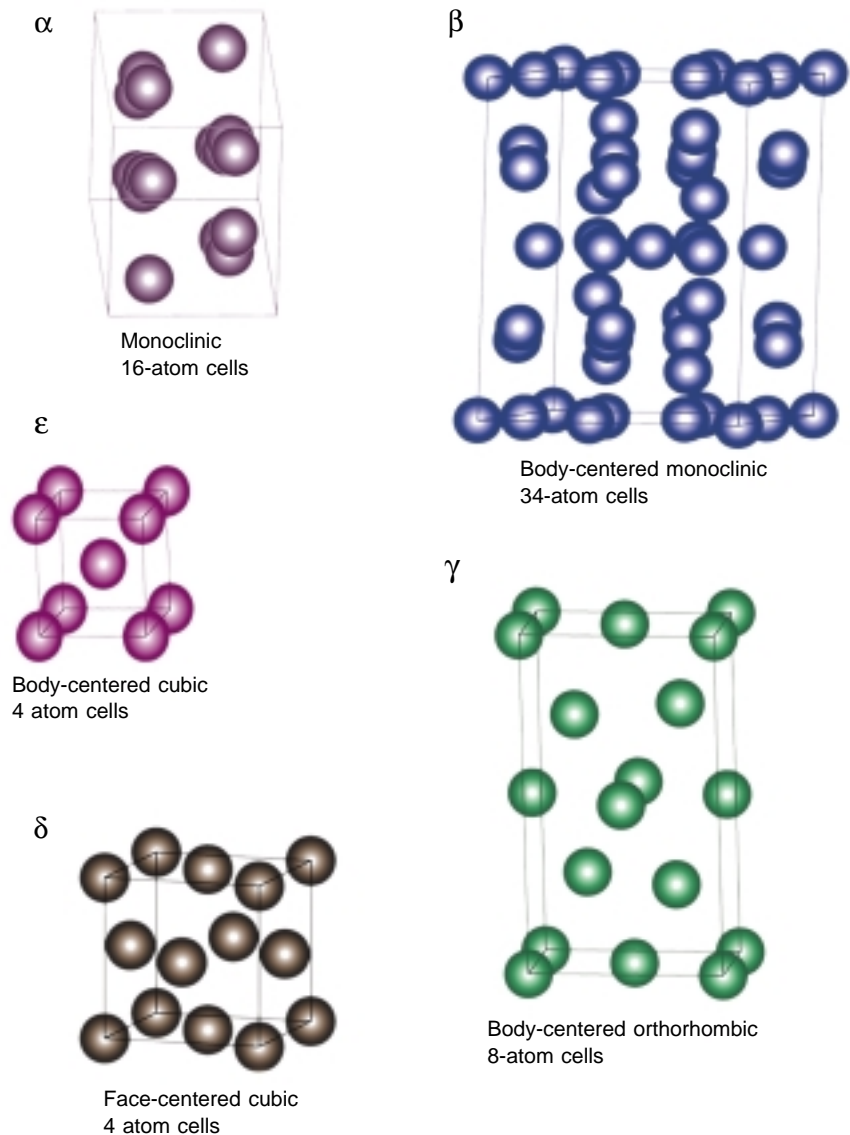 α
Monoclinic
16-atom cells
β
Body-centered monoclinic
34-atom cells
ε
Body-centered cubic
4 atom cells
γ
Body-centered orthorhombic
8-atom cells
δ
Face-centered cubic
4 atom cells